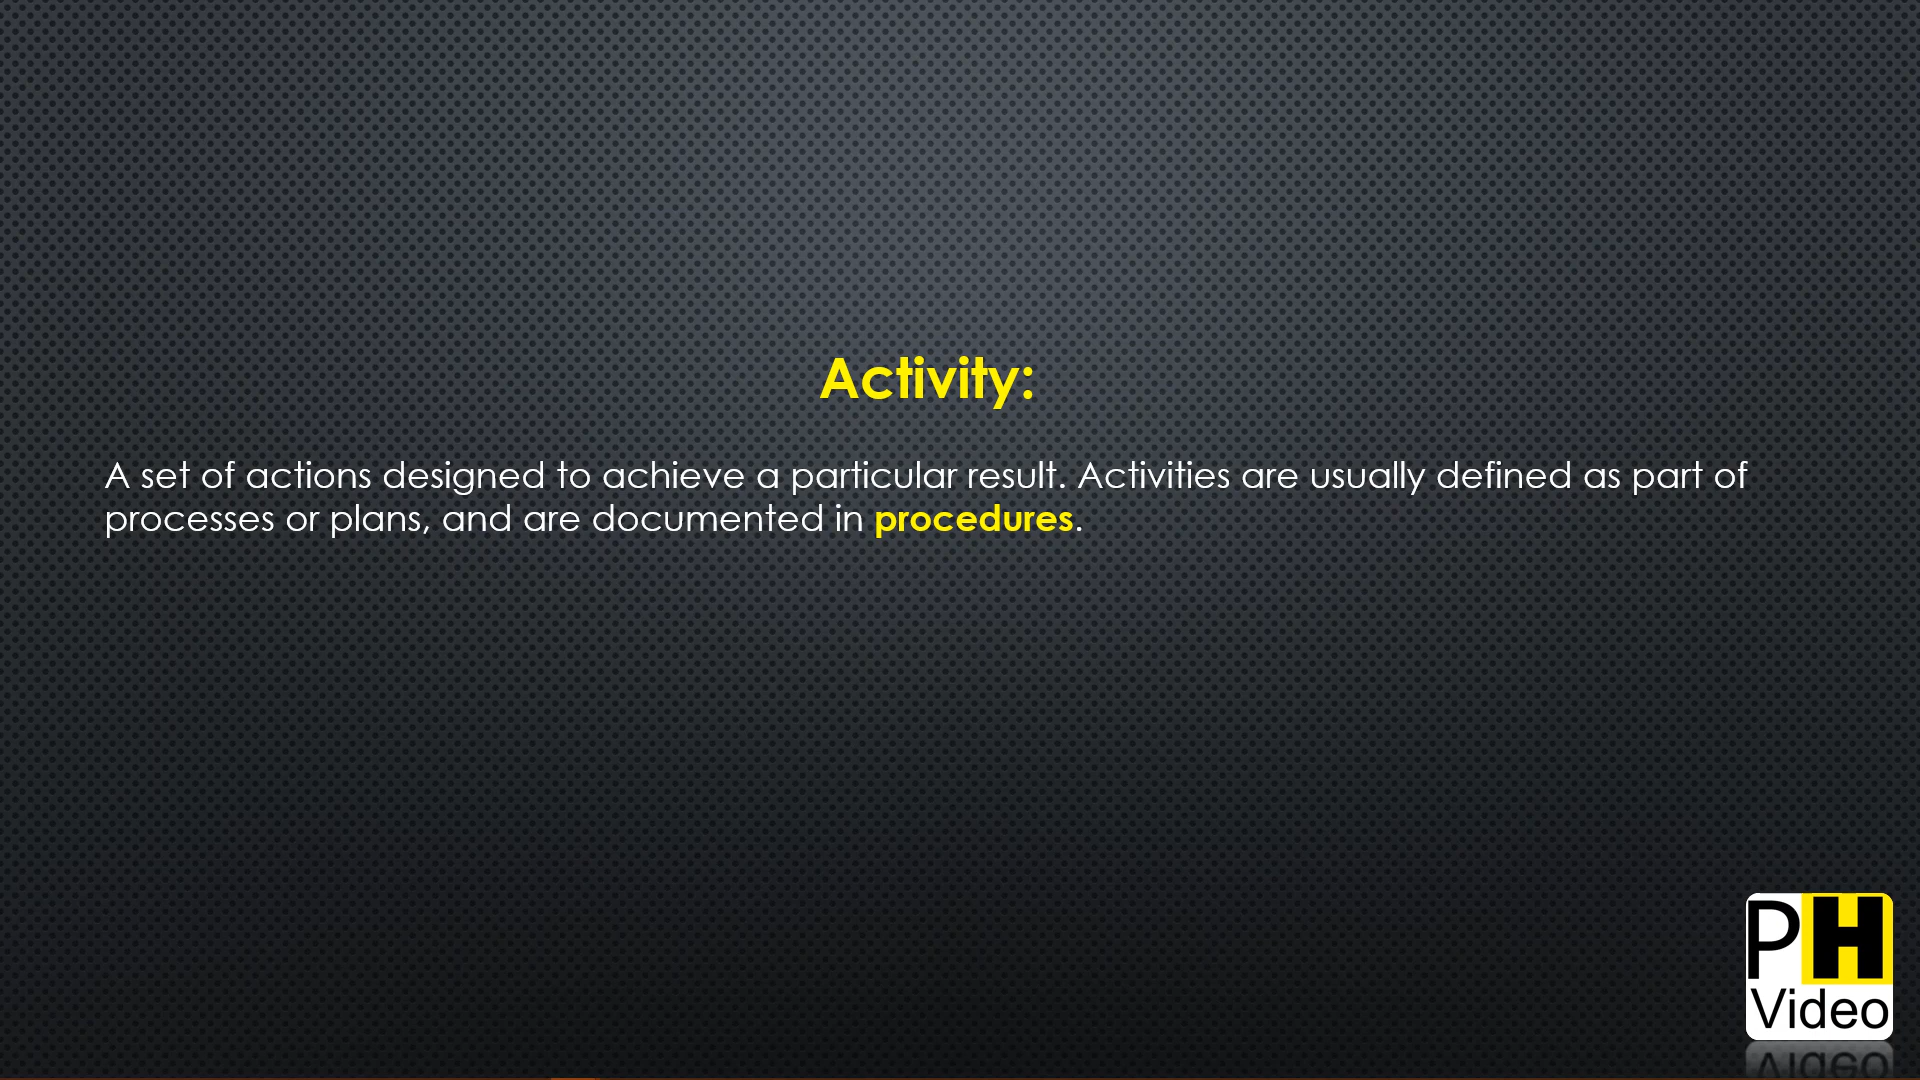 Activity:
A set of actions designed to achieve a particular result. Activities are usually defined as part of
processes or plans, and are documented in procedures.
PH
Video